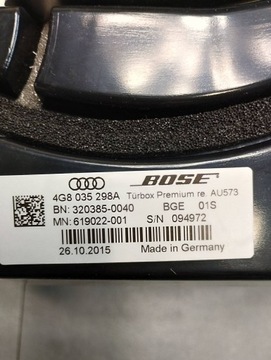 BOSE
4G8 035 298A Türbox Premium re. AU573
BN: 320385-0040 BGE 01S
MN: 619022-001 S/N 094972
26.10.2015 Made in Germany